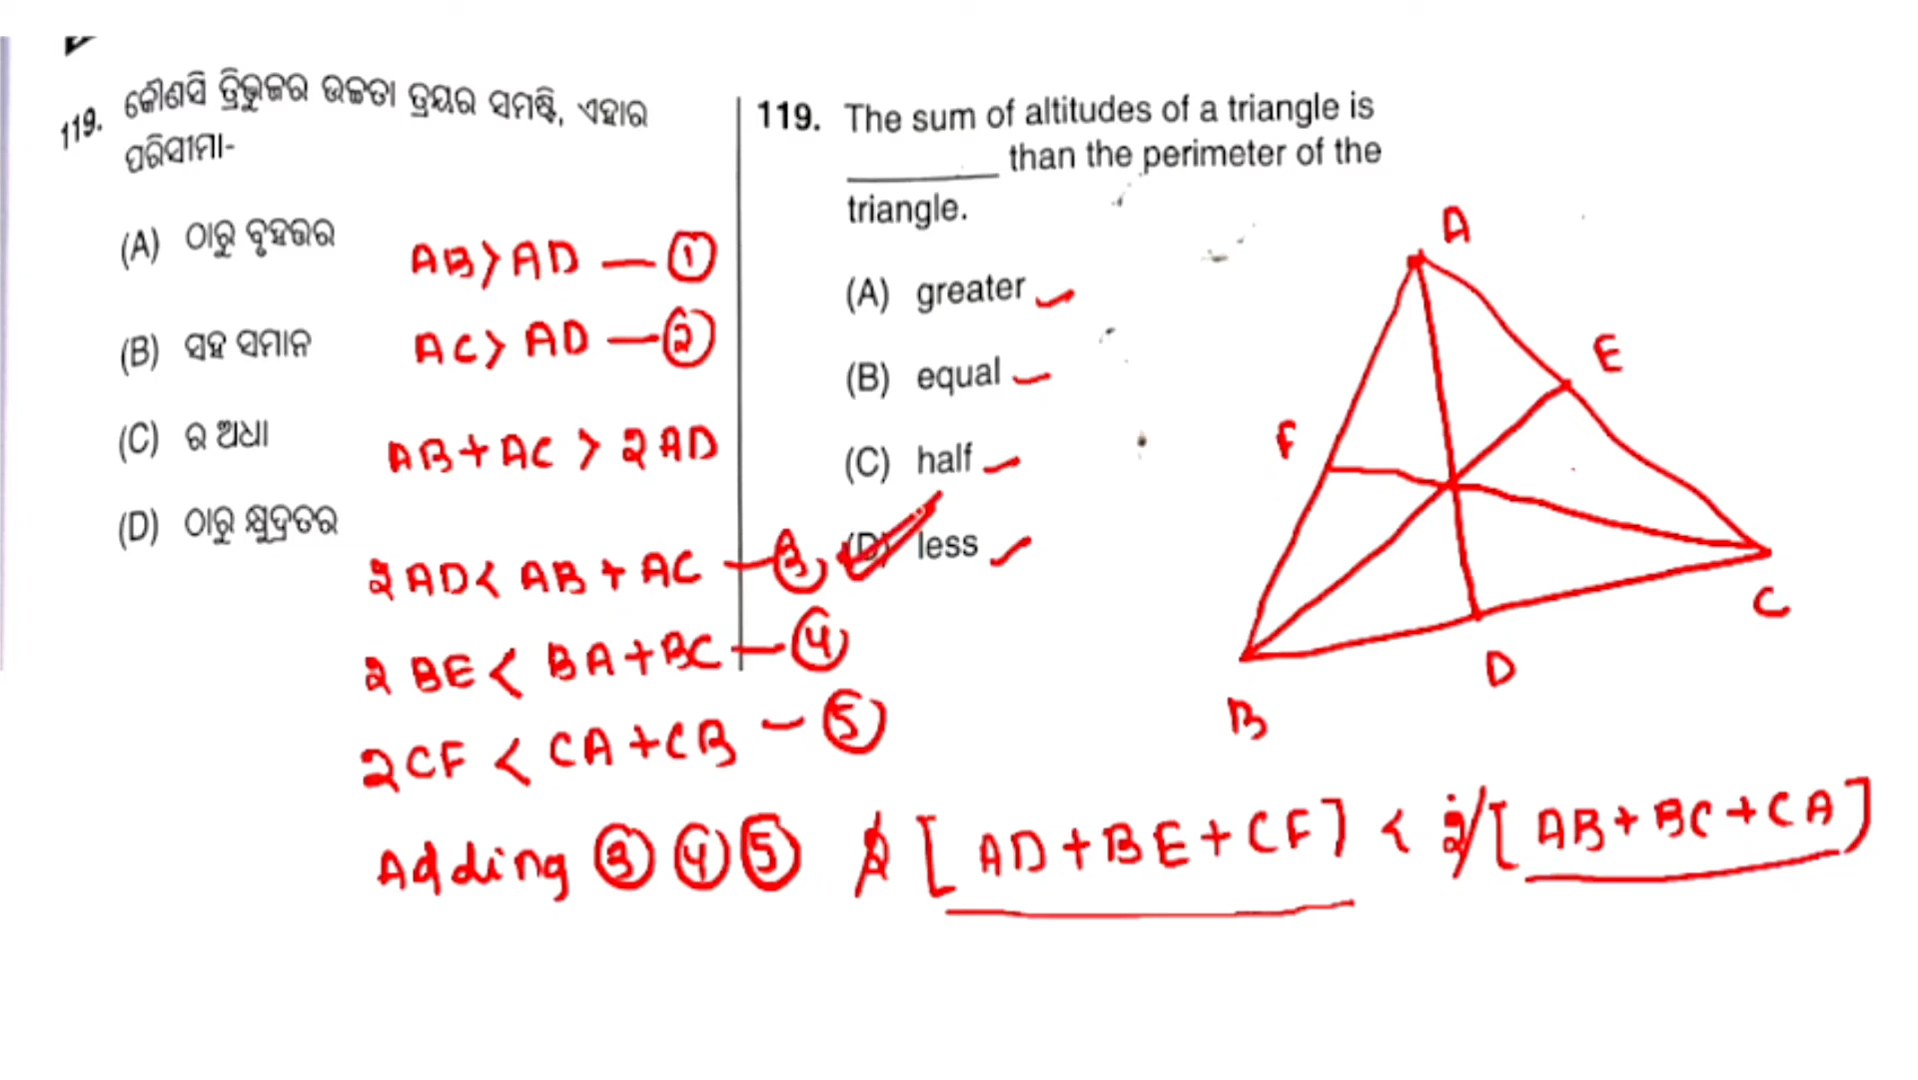 119. କୌଣସି ତ୍ରିଭୁଜର ଉଚ୍ଚତା ତ୍ରୟର ସମଷ୍ଟି, ଏହାର
ପରିସୀମା-
(A) ଠାରୁ ବୃହତ୍ତର
(B) ସହ ସମାନ
(C) ର ଅଧା
(D) ଠାରୁ କ୍ଷୁଦ୍ରତର
119. The sum of altitudes of a triangle is
________ than the perimeter of the
triangle.
(A) greater
(B) equal
(C) half
(D) less
AB > AD — ①
AC > AD — ②
AB + AC > 2AD
2AD < AB + AC — ③
2BE < BA + BC — ④
2CF < CA + CB — ⑤
Adding ③ ④ ⑤ 2 [AD + BE + CF] < 2 [AB + BC + CA]
A
E
F
C
D
B